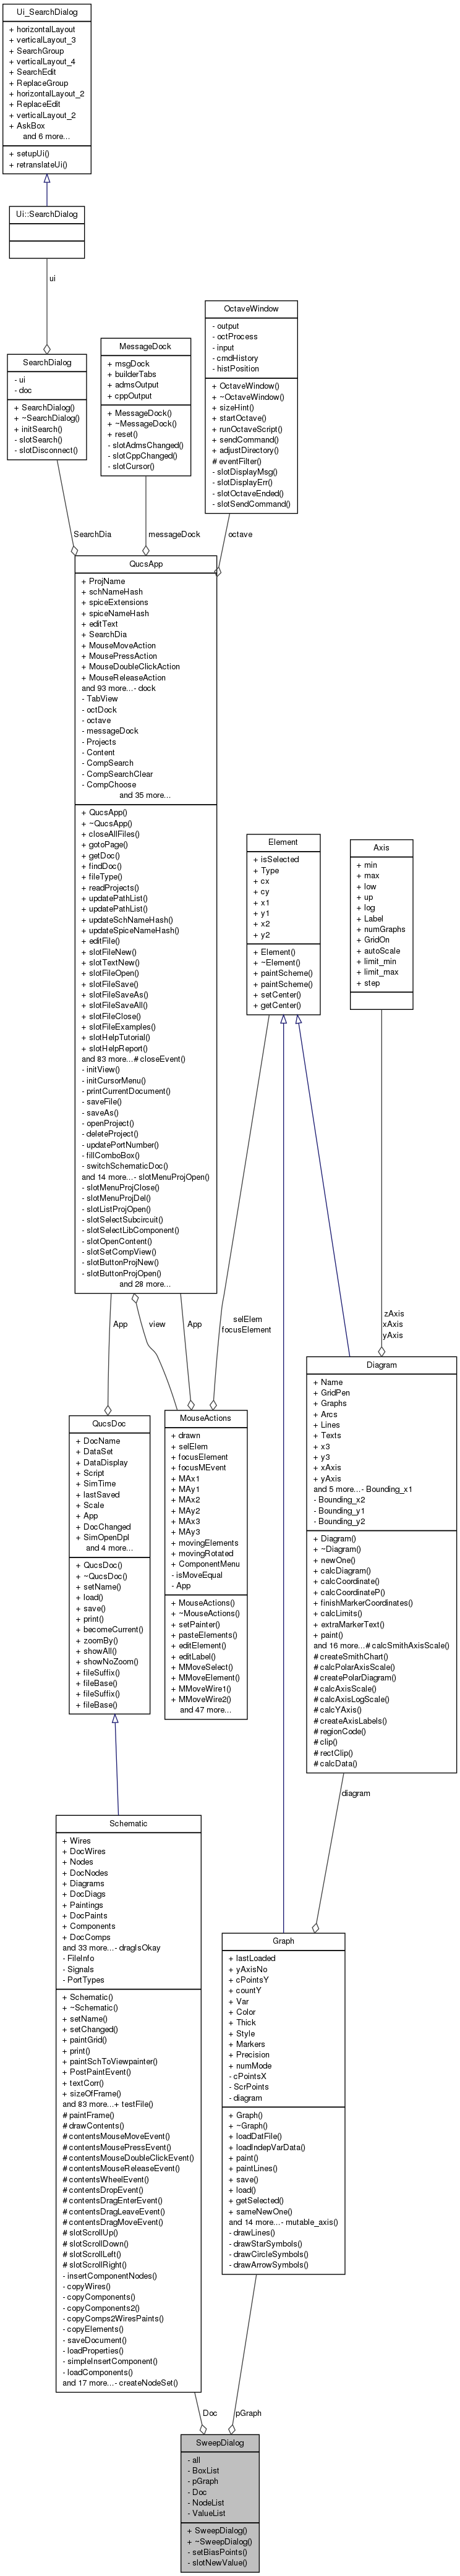 Ui_SearchDialog
+ horizontalLayout
+ verticalLayout_3
+ SearchGroup
+ verticalLayout_4
+ SearchEdit
+ ReplaceGroup
+ horizontalLayout_2
+ ReplaceEdit
+ verticalLayout_2
+ AskBox
and 6 more...
+ setupUi()
+ retranslateUi()
Ui::SearchDialog
ui
SearchDialog
- ui
- doc
+ SearchDialog()
+ ~SearchDialog()
+ initSearch()
- slotSearch()
- slotDisconnect()
MessageDock
+ msgDock
+ builderTabs
+ admsOutput
+ cppOutput
+ MessageDock()
+ ~MessageDock()
+ reset()
- slotAdmsChanged()
- slotCppChanged()
- slotCursor()
OctaveWindow
- output
- octProcess
- input
- cmdHistory
- histPosition
+ OctaveWindow()
+ ~OctaveWindow()
+ sizeHint()
+ startOctave()
+ runOctaveScript()
+ sendCommand()
+ adjustDirectory()
# eventFilter()
- slotDisplayMsg()
- slotDisplayErr()
- slotOctaveEnded()
- slotSendCommand()
SearchDia
messageDock
octave
QucsApp
+ ProjName
+ schNameHash
+ spiceExtensions
+ spiceNameHash
+ editText
+ SearchDia
+ MouseMoveAction
+ MousePressAction
+ MouseDoubleClickAction
+ MouseReleaseAction
and 93 more...- dock
- TabView
- octDock
- octave
- messageDock
- Projects
- Content
- CompSearch
- CompSearchClear
- CompChoose
and 35 more...
+ QucsApp()
+ ~QucsApp()
+ closeAllFiles()
+ gotoPage()
+ getDoc()
+ findDoc()
+ fileType()
+ readProjects()
+ updatePathList()
+ updatePathList()
+ updateSchNameHash()
+ updateSpiceNameHash()
+ editFile()
+ slotFileNew()
+ slotTextNew()
+ slotFileOpen()
+ slotFileSave()
+ slotFileSaveAs()
+ slotFileSaveAll()
+ slotFileClose()
+ slotFileExamples()
+ slotHelpTutorial()
+ slotHelpReport()
and 83 more...# closeEvent()
- initView()
- initCursorMenu()
- printCurrentDocument()
- saveFile()
- saveAs()
- openProject()
- deleteProject()
- updatePortNumber()
- fillComboBox()
- switchSchematicDoc()
and 14 more...- slotMenuProjOpen()
- slotMenuProjClose()
- slotMenuProjDel()
- slotListProjOpen()
- slotSelectSubcircuit()
- slotSelectLibComponent()
- slotOpenContent()
- slotSetCompView()
- slotButtonProjNew()
- slotButtonProjOpen()
and 28 more...
Element
+ isSelected
+ Type
+ cx
+ cy
+ x1
+ y1
+ x2
+ y2
+ Element()
+ ~Element()
+ paintScheme()
+ paintScheme()
+ setCenter()
+ getCenter()
Axis
+ min
+ max
+ low
+ up
+ log
+ Label
+ numGraphs
+ GridOn
+ autoScale
+ limit_min
+ limit_max
+ step
App
view
App
selElem
focusElement
zAxis
xAxis
yAxis
QucsDoc
+ DocName
+ DataSet
+ DataDisplay
+ Script
+ SimTime
+ lastSaved
+ Scale
+ App
+ DocChanged
+ SimOpenDpl
and 4 more...
+ QucsDoc()
+ ~QucsDoc()
+ setName()
+ load()
+ save()
+ print()
+ becomeCurrent()
+ zoomBy()
+ showAll()
+ showNoZoom()
+ fileSuffix()
+ fileBase()
+ fileSuffix()
+ fileBase()
MouseActions
+ drawn
+ selElem
+ focusElement
+ focusMEvent
+ MAx1
+ MAy1
+ MAx2
+ MAy2
+ MAx3
+ MAy3
+ movingElements
+ movingRotated
+ ComponentMenu
- isMoveEqual
- App
+ MouseActions()
+ ~MouseActions()
+ setPainter()
+ pasteElements()
+ editElement()
+ editLabel()
+ MMoveSelect()
+ MMoveElement()
+ MMoveWire1()
+ MMoveWire2()
and 47 more...
Diagram
+ Name
+ GridPen
+ Graphs
+ Arcs
+ Lines
+ Texts
+ x3
+ y3
+ xAxis
+ yAxis
and 5 more...- Bounding_x1
- Bounding_x2
- Bounding_y1
- Bounding_y2
+ Diagram()
+ ~Diagram()
+ newOne()
+ calcDiagram()
+ calcCoordinate()
+ calcCoordinateP()
+ finishMarkerCoordinates()
+ calcLimits()
+ extraMarkerText()
+ paint()
and 16 more...# calcSmithAxisScale()
# createSmithChart()
# calcPolarAxisScale()
# createPolarDiagram()
# calcAxisScale()
# calcAxisLogScale()
# calcYAxis()
# createAxisLabels()
# regionCode()
# clip()
# rectClip()
# calcData()
diagram
Schematic
+ Wires
+ DocWires
+ Nodes
+ DocNodes
+ Diagrams
+ DocDiags
+ Paintings
+ DocPaints
+ Components
+ DocComps
and 33 more...- dragIsOkay
- FileInfo
- Signals
- PortTypes
+ Schematic()
+ ~Schematic()
+ setName()
+ setChanged()
+ paintGrid()
+ print()
+ paintSchToViewpainter()
+ PostPaintEvent()
+ textCorr()
+ sizeOfFrame()
and 83 more...+ testFile()
# paintFrame()
# drawContents()
# contentsMouseMoveEvent()
# contentsMousePressEvent()
# contentsMouseDoubleClickEvent()
# contentsMouseReleaseEvent()
# contentsWheelEvent()
# contentsDropEvent()
# contentsDragEnterEvent()
# contentsDragLeaveEvent()
# contentsDragMoveEvent()
# slotScrollUp()
# slotScrollDown()
# slotScrollLeft()
# slotScrollRight()
- insertComponentNodes()
- copyWires()
- copyComponents()
- copyComponents2()
- copyComps2WiresPaints()
- copyElements()
- saveDocument()
- loadProperties()
- simpleInsertComponent()
- loadComponents()
and 17 more...- createNodeSet()
Graph
+ lastLoaded
+ yAxisNo
+ cPointsY
+ countY
+ Var
+ Color
+ Thick
+ Style
+ Markers
+ Precision
+ numMode
- cPointsX
- ScrPoints
- diagram
+ Graph()
+ ~Graph()
+ loadDatFile()
+ loadIndepVarData()
+ paint()
+ paintLines()
+ save()
+ load()
+ getSelected()
+ sameNewOne()
and 14 more...- mutable_axis()
- drawLines()
- drawStarSymbols()
- drawCircleSymbols()
- drawArrowSymbols()
Doc
pGraph
SweepDialog
- all
- BoxList
- pGraph
- Doc
- NodeList
- ValueList
+ SweepDialog()
+ ~SweepDialog()
- setBiasPoints()
- slotNewValue()